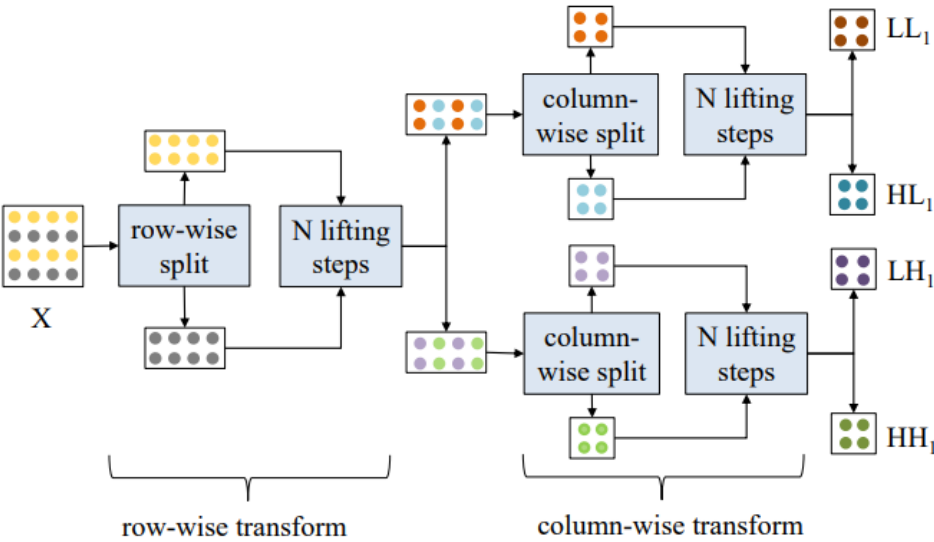 X
row-wise
split
N lifting
steps
column-
wise split
N lifting
steps
LL₁
HL₁
column-
wise split
N lifting
steps
LH₁
HH₁
row-wise transform
column-wise transform